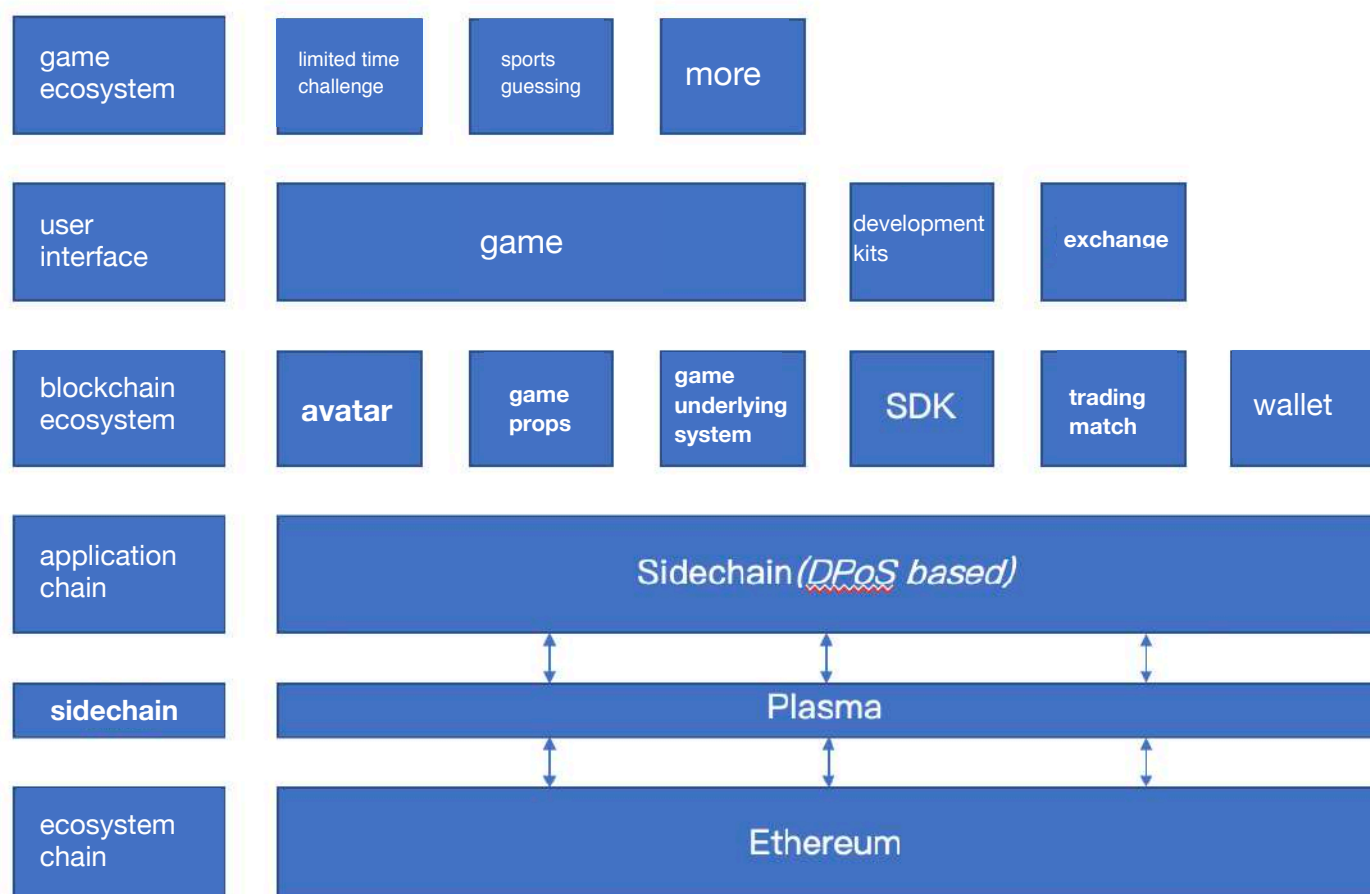 game
ecosystem
limited time
challenge
sports
guessing
more
user
interface
game
development
kits
exchange
blockchain
ecosystem
avatar
game
props
game
underlying
system
SDK
trading
match
wallet
application
chain
Sidechain(DPoS based)
sidechain
Plasma
ecosystem
chain
Ethereum